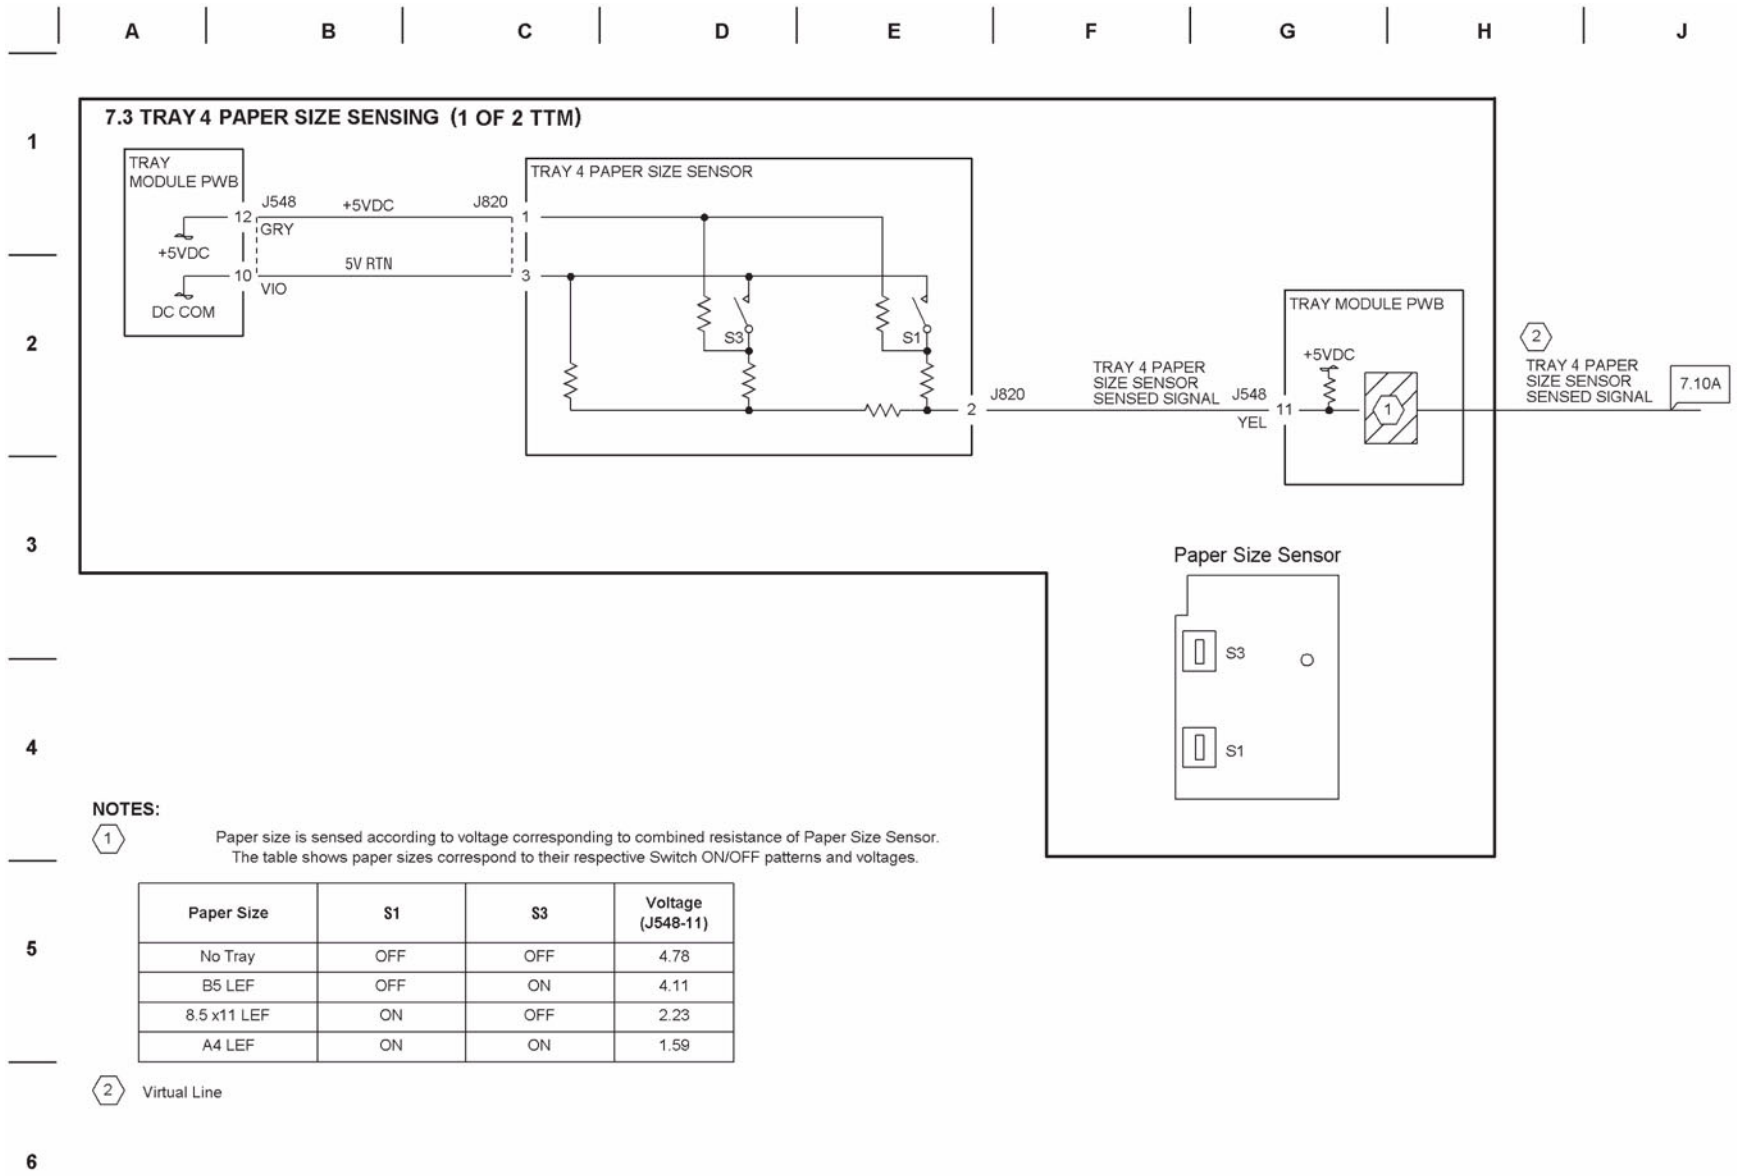 A B C D E F G H J
1
7.3 TRAY 4 PAPER SIZE SENSING (1 OF 2 TTM)
TRAY
MODULE PWB
TRAY 4 PAPER SIZE SENSOR
12
J548
+5VDC
J820
1
GRY
+5VDC
10
5V RTN
3
VIO
DC COM
2
S3
S1
2
J820
TRAY 4 PAPER
SIZE SENSOR
SENSED SIGNAL
J548
11
YEL
TRAY MODULE PWB
+5VDC
1
2
TRAY 4 PAPER
SIZE SENSOR
SENSED SIGNAL
7.10A
3
Paper Size Sensor
S3
S1
4
NOTES:
1
Paper size is sensed according to voltage corresponding to combined resistance of Paper Size Sensor.
The table shows paper sizes correspond to their respective Switch ON/OFF patterns and voltages.
5
Paper Size S1 S3 Voltage
(J548-11)
No Tray OFF OFF 4.78
B5 LEF OFF ON 4.11
8.5 x11 LEF ON OFF 2.23
A4 LEF ON ON 1.59
2 Virtual Line
6